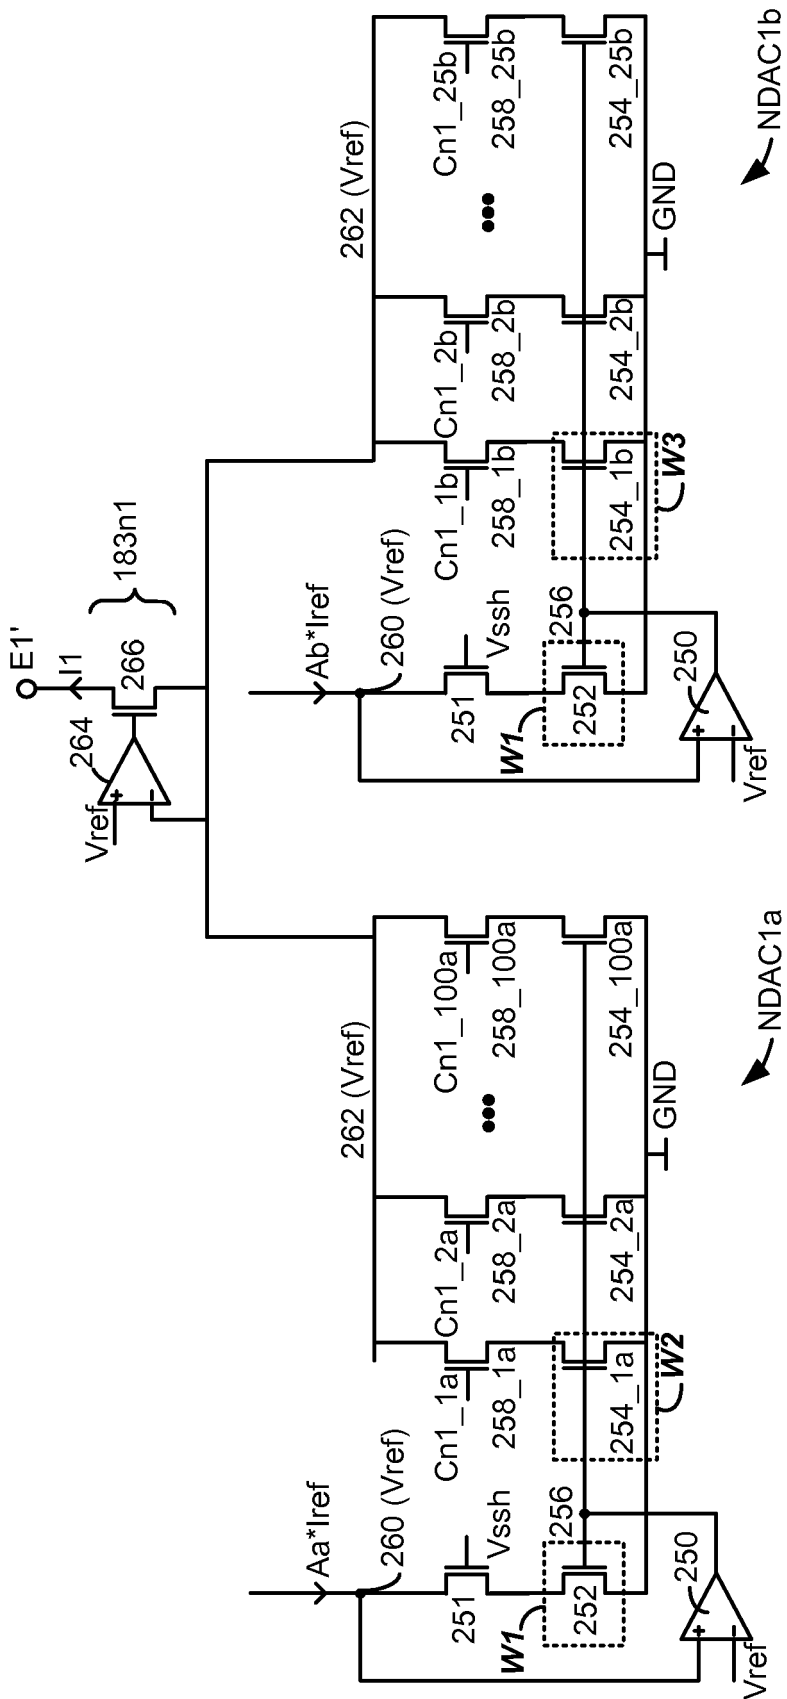 E1'
I1
264
266
183n1
Vref
+
−
Aa*Iref
260 (Vref)
262 (Vref)
Cn1_1a
Cn1_2a
Cn1_100a
251
Vssh
258_1a
258_2a
258_100a
W1
252
256
254_1a
254_2a
254_100a
W2
GND
250
Vref
+
−
NDAC1a
Ab*Iref
260 (Vref)
262 (Vref)
Cn1_1b
Cn1_2b
Cn1_25b
251
Vssh
258_1b
258_2b
258_25b
W1
252
256
254_1b
254_2b
254_25b
W3
GND
250
Vref
+
−
NDAC1b